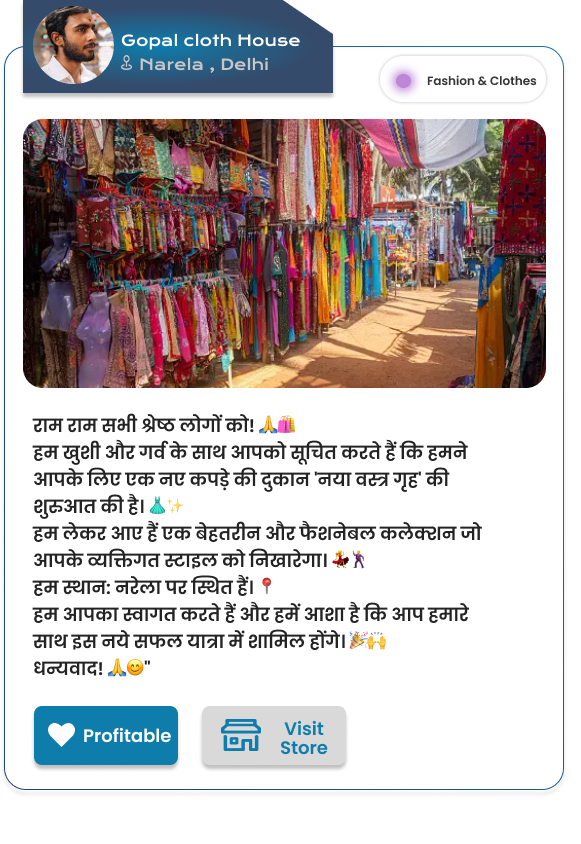 Gopal cloth House
Narela , Delhi
Fashion & Clothes
राम राम सभी श्रेष्ठ लोगों को! 🙏🛍️
हम खुशी और गर्व के साथ आपको सूचित करते हैं कि हमने
आपके लिए एक नए कपड़े की दुकान 'नया वस्त्र गृह' की
शुरुआत की है। 👗✨
हम लेकर आए हैं एक बेहतरीन और फैशनेबल कलेक्शन जो
आपके व्यक्तिगत स्टाइल को निखारेगा। 💃🕺
हम स्थान: नरेला पर स्थित हैं। 📍
हम आपका स्वागत करते हैं और हमें आशा है कि आप हमारे
साथ इस नये सफल यात्रा में शामिल होंगे। 🎉🙌
धन्यवाद! 🙏😊"
Profitable
Visit
Store